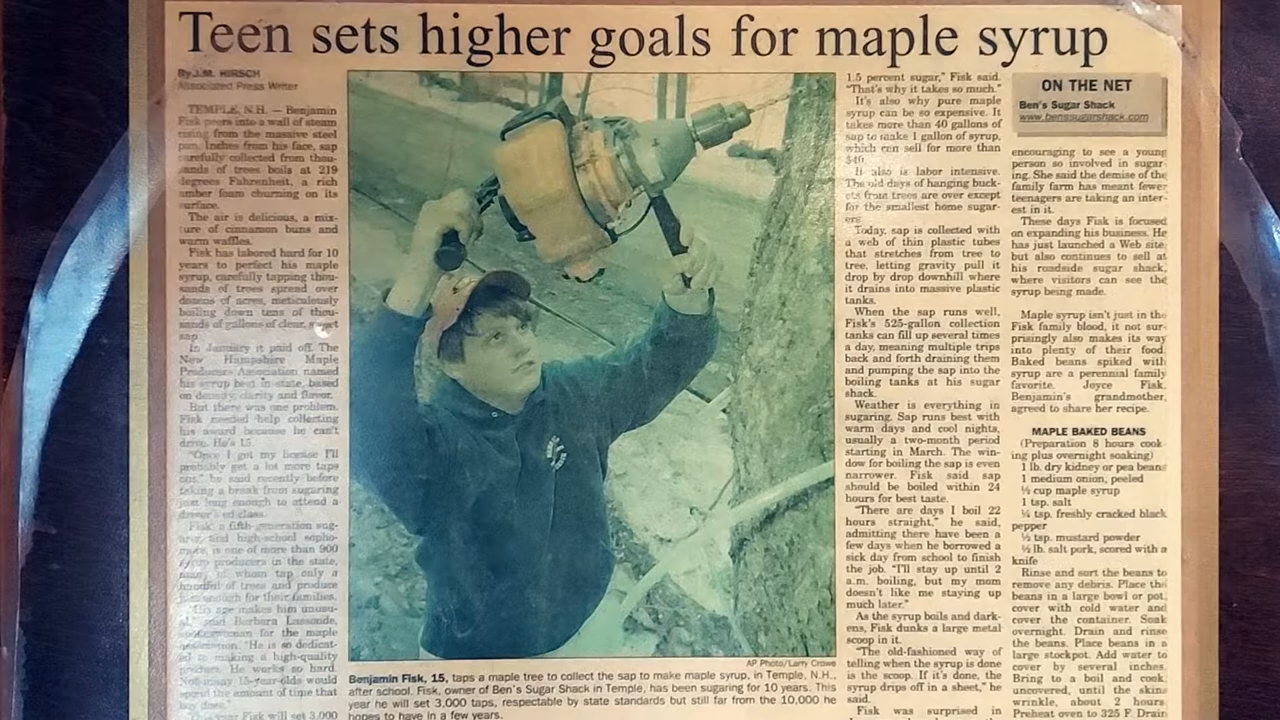 Teen sets higher goals for maple syrup
By J.M. HIRSCH
Associated Press Writer
TEMPLE, N.H. — Benjamin
Fisk peers into a wall of steam
rising from the massive steel
pan. Inches from his face, sap
carefully collected from thou-
sands of trees boils at 219
degrees Fahrenheit, a rich
amber foam churning on its
surface.
The air is delicious, a mix-
ture of cinnamon buns and
warm waffles.
Fisk has labored hard for 10
years to perfect his maple
syrup, carefully tapping thou-
sands of trees spread over
dozens of acres, meticulously
boiling down tens of thou-
sands of gallons of clear, sweet
sap.
In January it paid off. The
New Hampshire Maple
Producers Association named
his syrup best in state, based
on density, clarity and flavor.
But there was one problem.
Fisk needed help collecting
his award because he can't
drive. He's 15.
"Once I get my license I'll
probably get a lot more taps
out," he said recently before
taking a break from sugaring
just long enough to attend a
driver's ed class.
Fisk, a fifth-generation sug-
arer and high-school sopho-
more, is one of more than 900
syrup producers in the state,
many of whom tap only a
handful of trees and produce
just enough for their families.
"His age makes him unusu-
al," said Barbara Lassonde,
spokeswoman for the maple
association. "He is so dedicat-
ed to making a high-quality
product. He works so hard.
Not many 15-year-olds would
spend the amount of time that
he does."
This year Fisk will set 3,000
AP Photo/Larry Crowe
Benjamin Fisk, 15, taps a maple tree to collect the sap to make maple syrup, in Temple, N.H.,
after school. Fisk, owner of Ben's Sugar Shack in Temple, has been sugaring for 10 years. This
year he will set 3,000 taps, respectable by state standards but still far from the 10,000 he
hopes to have in a few years.
1.5 percent sugar," Fisk said.
"That's why it takes so much."
It's also why pure maple
syrup can be so expensive. It
takes more than 40 gallons of
sap to make 1 gallon of syrup,
which can sell for more than
$40.
It also is labor intensive.
The old days of hanging buck-
ets from trees are over except
for the smallest home sugar-
ers.
Today, sap is collected with
a web of thin plastic tubes
that stretches from tree to
tree, letting gravity pull it
drop by drop downhill where
it drains into massive plastic
tanks.
When the sap runs well,
Fisk's 525-gallon collection
tanks can fill up several times
a day, meaning multiple trips
back and forth draining them
and pumping the sap into the
boiling tanks at his sugar
shack.
Weather is everything in
sugaring. Sap runs best with
warm days and cool nights,
usually a two-month period
starting in March. The win-
dow for boiling the sap is even
narrower. Fisk said sap
should be boiled within 24
hours for best taste.
"There are days I boil 22
hours straight," he said,
admitting there have been a
few days when he borrowed a
sick day from school to finish
the job. "I'll stay up until 2
a.m. boiling, but my mom
doesn't like me staying up
much later."
As the syrup boils and dark-
ens, Fisk dunks a large metal
scoop in it.
"The old-fashioned way of
telling when the syrup is done
is the scoop. If it's done, the
syrup drips off in a sheet," he
said.
Fisk was surprised in
ON THE NET
Ben's Sugar Shack
www.benssugarshack.com
encouraging to see a young
person so involved in sugar-
ing. She said the demise of the
family farm has meant fewer
teenagers are taking an inter-
est in it.
These days Fisk is focused
on expanding his business. He
has just launched a Web site,
but also continues to sell at
his roadside sugar shack,
where visitors can see the
syrup being made.
Maple syrup isn't just in the
Fisk family blood, it not sur-
prisingly also makes its way
into plenty of their food.
Baked beans spiked with
syrup are a perennial family
favorite. Joyce Fisk,
Benjamin's grandmother,
agreed to share her recipe.
MAPLE BAKED BEANS
(Preparation 8 hours cook-
ing plus overnight soaking)
1 lb. dry kidney or pea beans
1 medium onion, peeled
½ cup maple syrup
1 tsp. salt
¼ tsp. freshly cracked black
pepper
½ tsp. mustard powder
½ lb. salt pork, scored with a
knife
Rinse and sort the beans to
remove any debris. Place the
beans in a large bowl or pot,
cover with cold water and
cover the container. Soak
overnight. Drain and rinse
the beans. Place beans in a
large stockpot. Add water to
cover by several inches.
Bring to a boil and cook,
uncovered, until the skins
wrinkle, about 2 hours.
Preheat oven to 325 F. Drain